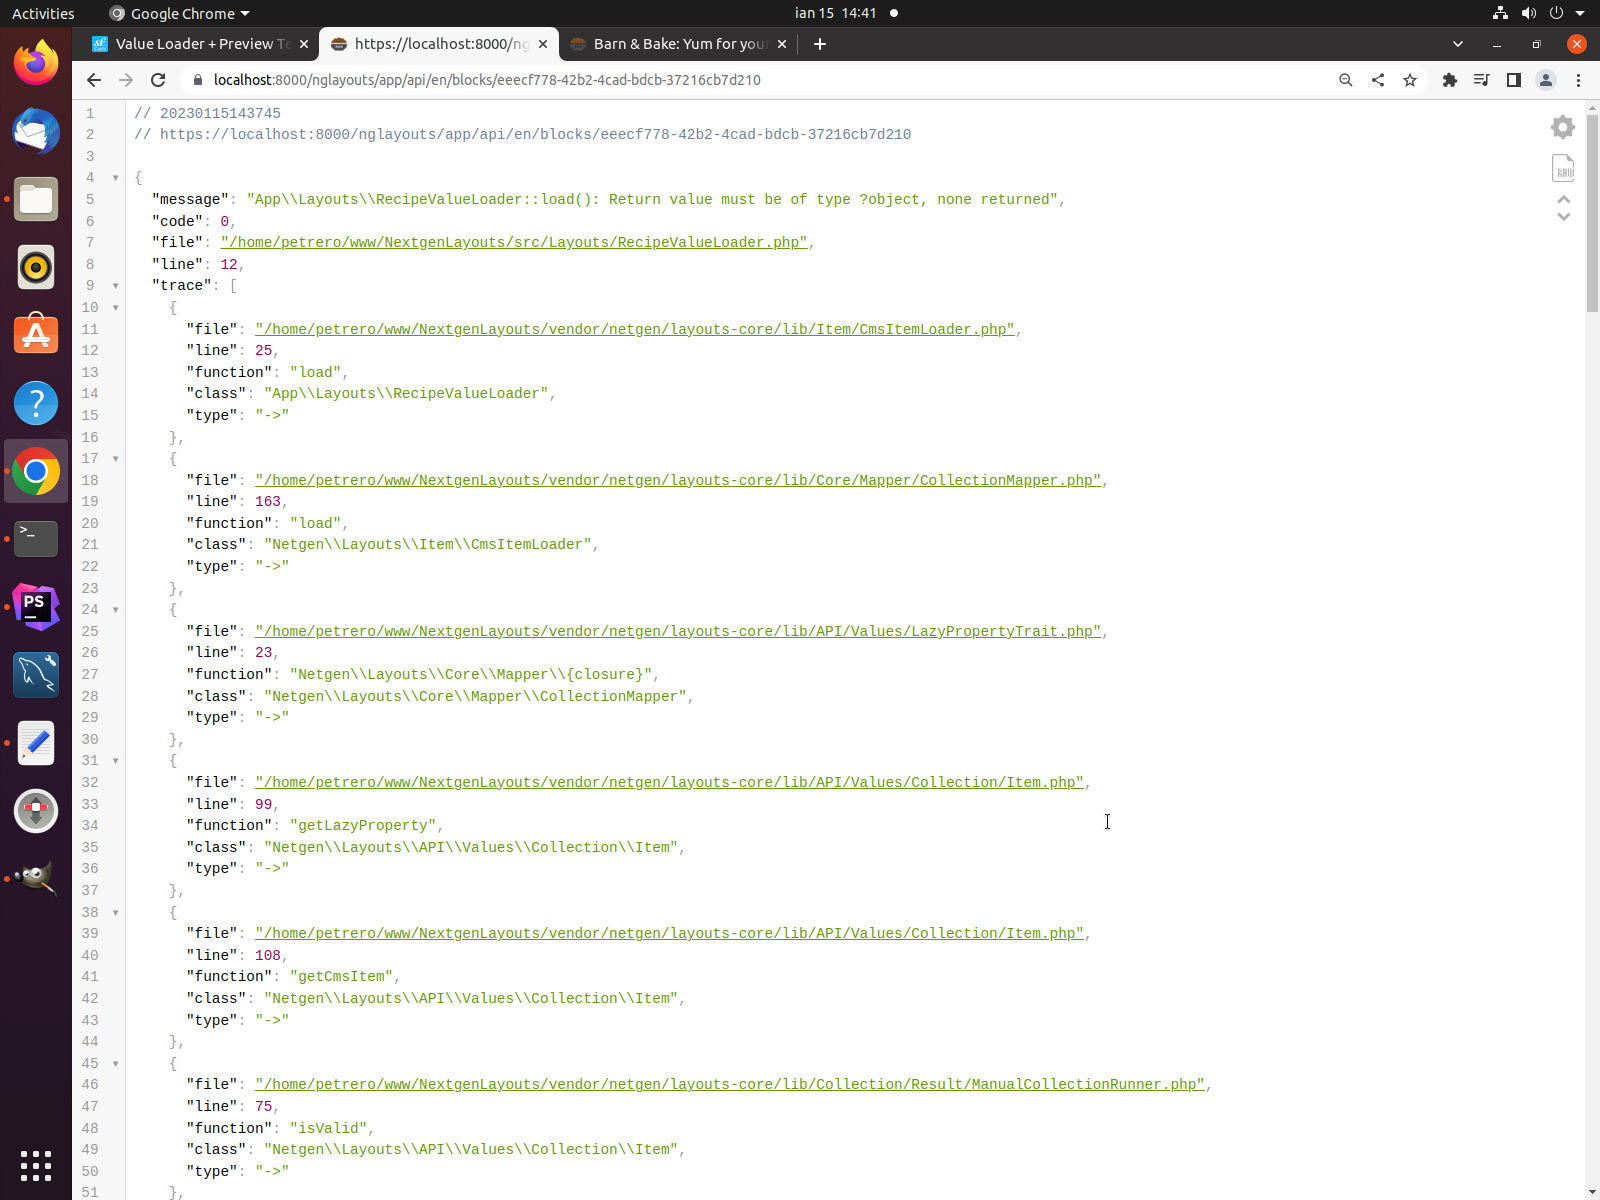 Activities
Google Chrome
ian 15 14:41
Value Loader + Preview Te
https://localhost:8000/ng
Barn & Bake: Yum for your
localhost:8000/nglayouts/app/api/en/blocks/eeecf778-42b2-4cad-bdcb-37216cb7d210
1 // 20230115143745
2 // https://localhost:8000/nglayouts/app/api/en/blocks/eeecf778-42b2-4cad-bdcb-37216cb7d210
3
4 {
5 "message": "App\\Layouts\\RecipeValueLoader::load(): Return value must be of type ?object, none returned",
6 "code": 0,
7 "file": "/home/petrero/www/NextgenLayouts/src/Layouts/RecipeValueLoader.php",
8 "line": 12,
9 "trace": [
10 {
11 "file": "/home/petrero/www/NextgenLayouts/vendor/netgen/layouts-core/lib/Item/CmsItemLoader.php",
12 "line": 25,
13 "function": "load",
14 "class": "App\\Layouts\\RecipeValueLoader",
15 "type": "->"
16 },
17 {
18 "file": "/home/petrero/www/NextgenLayouts/vendor/netgen/layouts-core/lib/Core/Mapper/CollectionMapper.php",
19 "line": 163,
20 "function": "load",
21 "class": "Netgen\\Layouts\\Item\\CmsItemLoader",
22 "type": "->"
23 },
24 {
25 "file": "/home/petrero/www/NextgenLayouts/vendor/netgen/layouts-core/lib/API/Values/LazyPropertyTrait.php",
26 "line": 23,
27 "function": "Netgen\\Layouts\\Core\\Mapper\\{closure}",
28 "class": "Netgen\\Layouts\\Core\\Mapper\\CollectionMapper",
29 "type": "->"
30 },
31 {
32 "file": "/home/petrero/www/NextgenLayouts/vendor/netgen/layouts-core/lib/API/Values/Collection/Item.php",
33 "line": 99,
34 "function": "getLazyProperty",
35 "class": "Netgen\\Layouts\\API\\Values\\Collection\\Item",
36 "type": "->"
37 },
38 {
39 "file": "/home/petrero/www/NextgenLayouts/vendor/netgen/layouts-core/lib/API/Values/Collection/Item.php",
40 "line": 108,
41 "function": "getCmsItem",
42 "class": "Netgen\\Layouts\\API\\Values\\Collection\\Item",
43 "type": "->"
44 },
45 {
46 "file": "/home/petrero/www/NextgenLayouts/vendor/netgen/layouts-core/lib/Collection/Result/ManualCollectionRunner.php",
47 "line": 75,
48 "function": "isValid",
49 "class": "Netgen\\Layouts\\API\\Values\\Collection\\Item",
50 "type": "->"
51 },
RAW
>_
PS